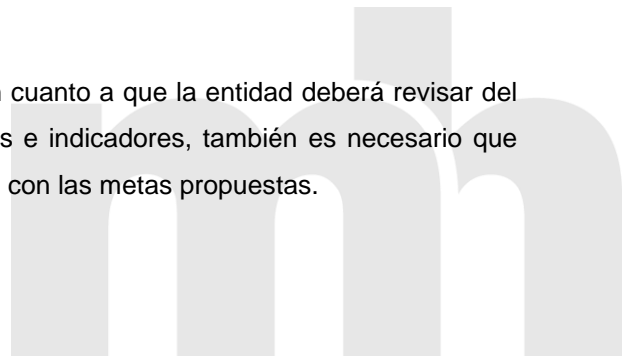 cuanto a que la entidad deberá revisar del
s e indicadores, también es necesario que
con las metas propuestas.